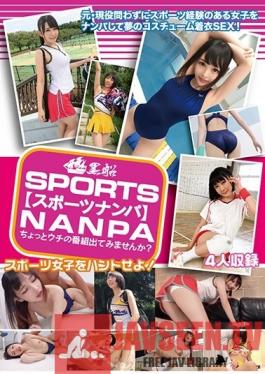 元・現役問わずにスポーツ経験のある女子を
ナンパして夢のコスチューム着衣SEX!
SPORTS
【スポーツナンパ】
NANPA
ちょっとウチの番組出てみませんか?
スポーツ女子をハントせよ!
4人収録
JAVSEEN.TV
FREE JAV LIBRARY